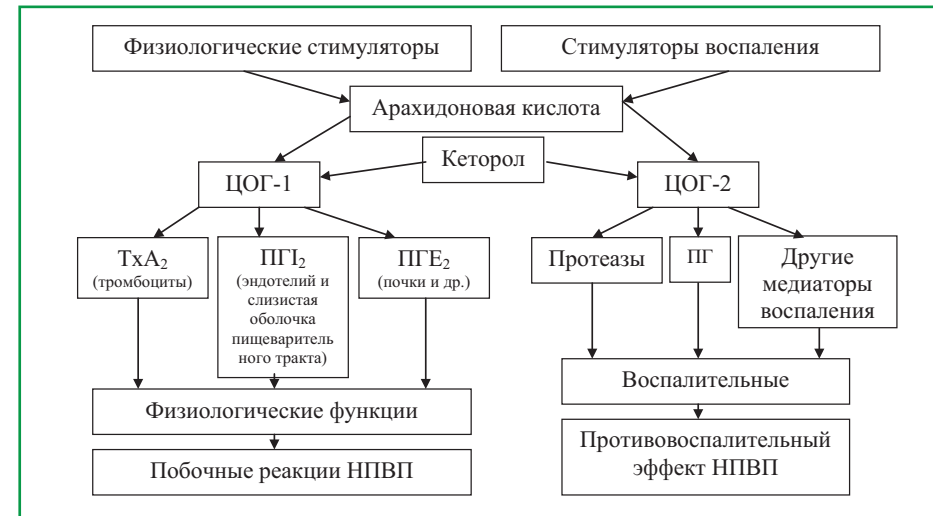 Физиологические стимуляторы
Стимуляторы воспаления
Арахидоновая кислота
Кеторол
ЦОГ-1
ЦОГ-2
TxA₂
(тромбоциты)
ПГI₂
(эндотелий и
слизистая
оболочка
пищеваритель
ного тракта)
ПГЕ₂
(почки и др.)
Протеазы
ПГ
Другие
медиаторы
воспаления
Физиологические функции
Воспалительные
Побочные реакции НПВП
Противовоспалительный
эффект НПВП